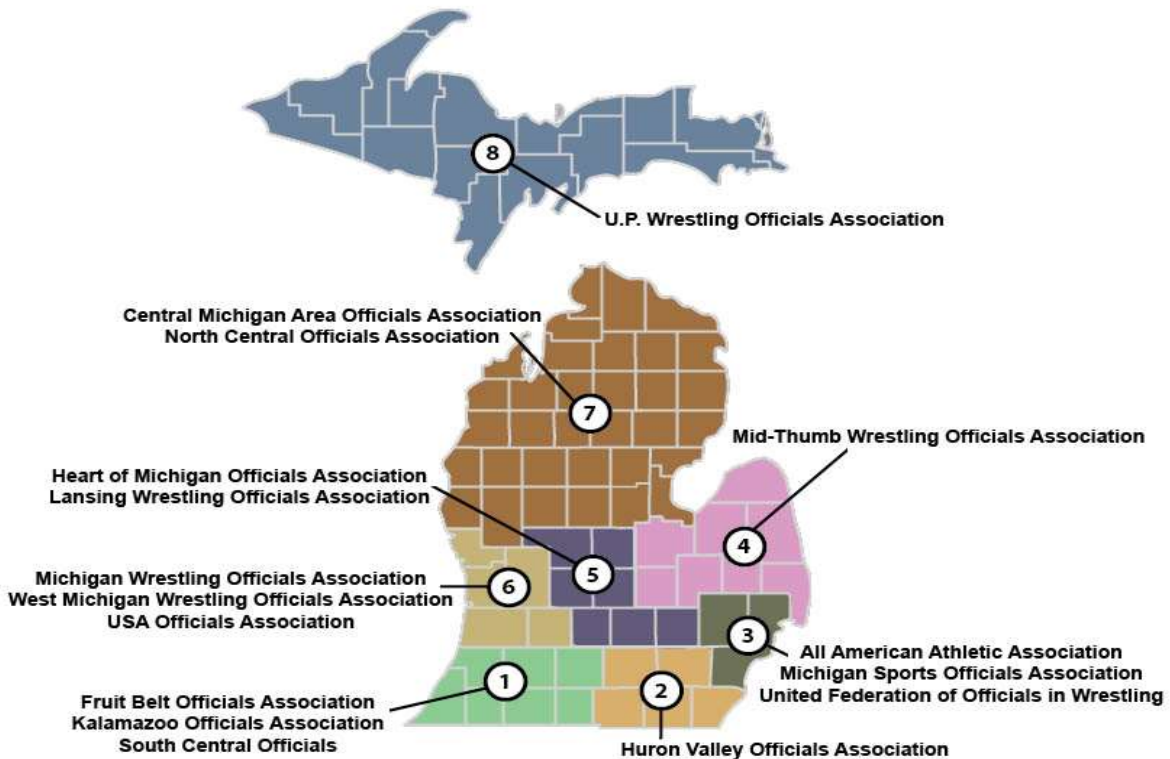 8
U.P. Wrestling Officials Association
Central Michigan Area Officials Association
North Central Officials Association
7
Mid-Thumb Wrestling Officials Association
Heart of Michigan Officials Association
Lansing Wrestling Officials Association
4
5
Michigan Wrestling Officials Association
West Michigan Wrestling Officials Association
USA Officials Association
6
3
All American Athletic Association
Michigan Sports Officials Association
United Federation of Officials in Wrestling
1
2
Fruit Belt Officials Association
Kalamazoo Officials Association
South Central Officials
Huron Valley Officials Association